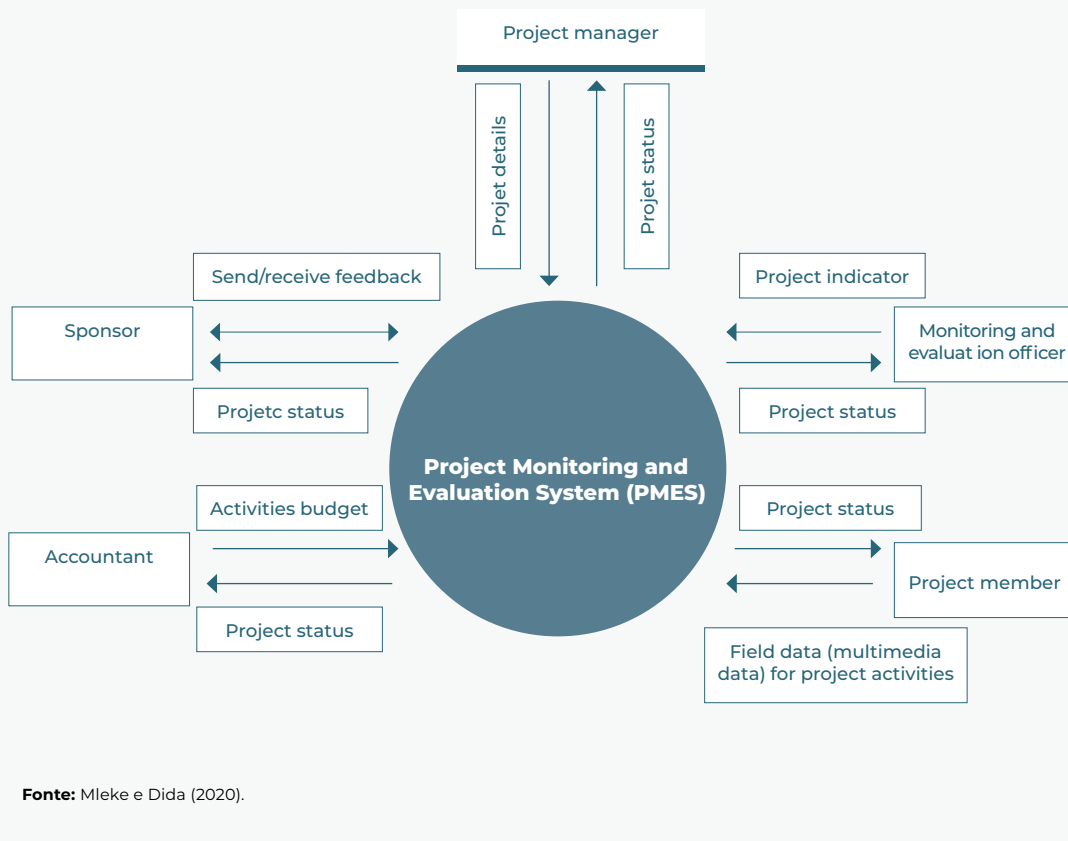 Project manager
Projet details
Projet status
Send/receive feedback
Project indicator
Sponsor
Monitoring and
evaluat ion officer
Projetc status
Project status
Project Monitoring and
Evaluation System (PMES)
Activities budget
Project status
Accountant
Project member
Project status
Field data (multimedia
data) for project activities
Fonte: Mleke e Dida (2020).